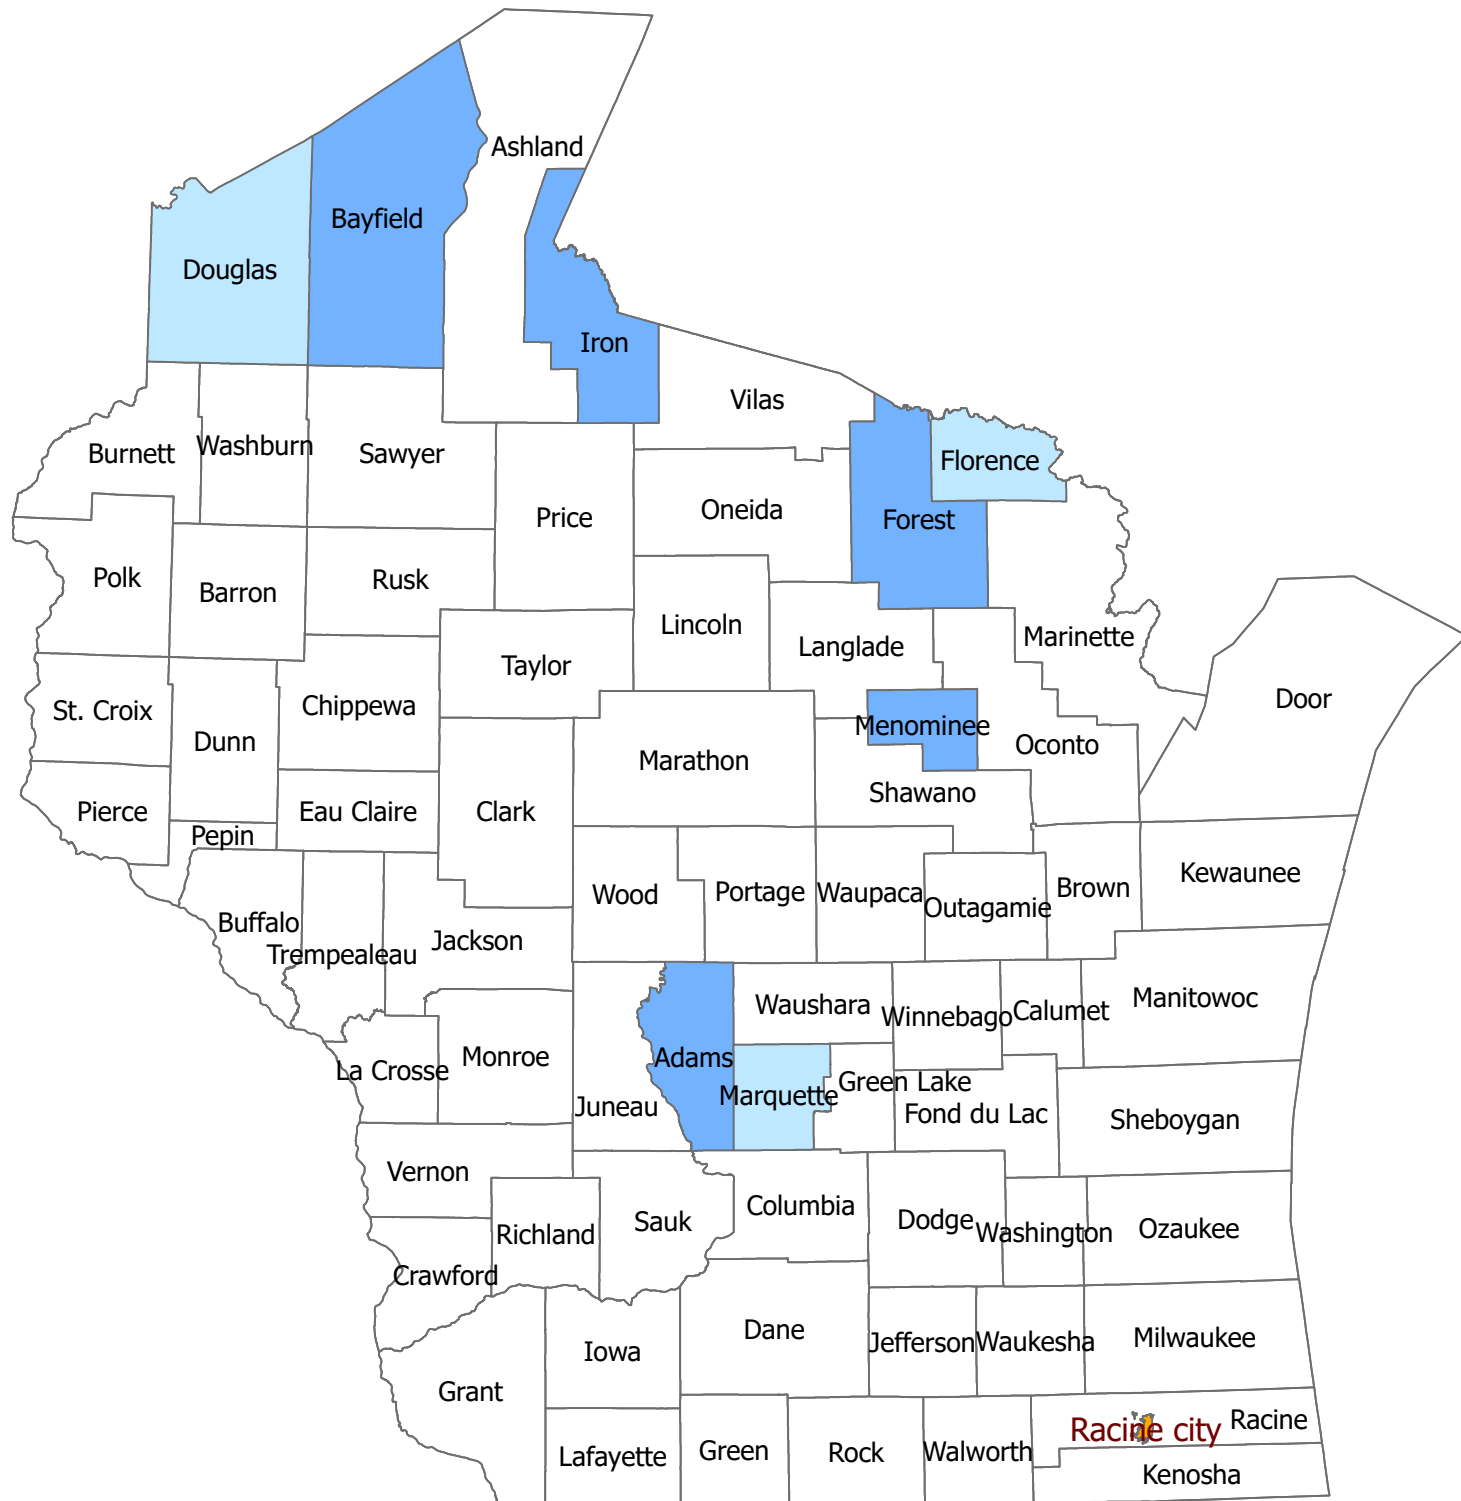 Ashland
Bayfield
Douglas
Iron
Vilas
Burnett
Washburn
Sawyer
Florence
Price
Oneida
Forest
Polk
Barron
Rusk
Lincoln
Langlade
Marinette
Taylor
St. Croix
Chippewa
Door
Dunn
Menominee
Oconto
Marathon
Shawano
Pierce
Eau Claire
Clark
Pepin
Kewaunee
Wood
Portage
Waupaca
Outagamie
Brown
Buffalo
Trempealeau
Jackson
Waushara
Winnebago
Calumet
Manitowoc
La Crosse
Monroe
Adams
Juneau
Marquette
Green Lake
Fond du Lac
Sheboygan
Vernon
Richland
Sauk
Columbia
Dodge
Washington
Ozaukee
Crawford
Iowa
Dane
Jefferson
Waukesha
Milwaukee
Grant
Racine city
Racine
Lafayette
Green
Rock
Walworth
Kenosha